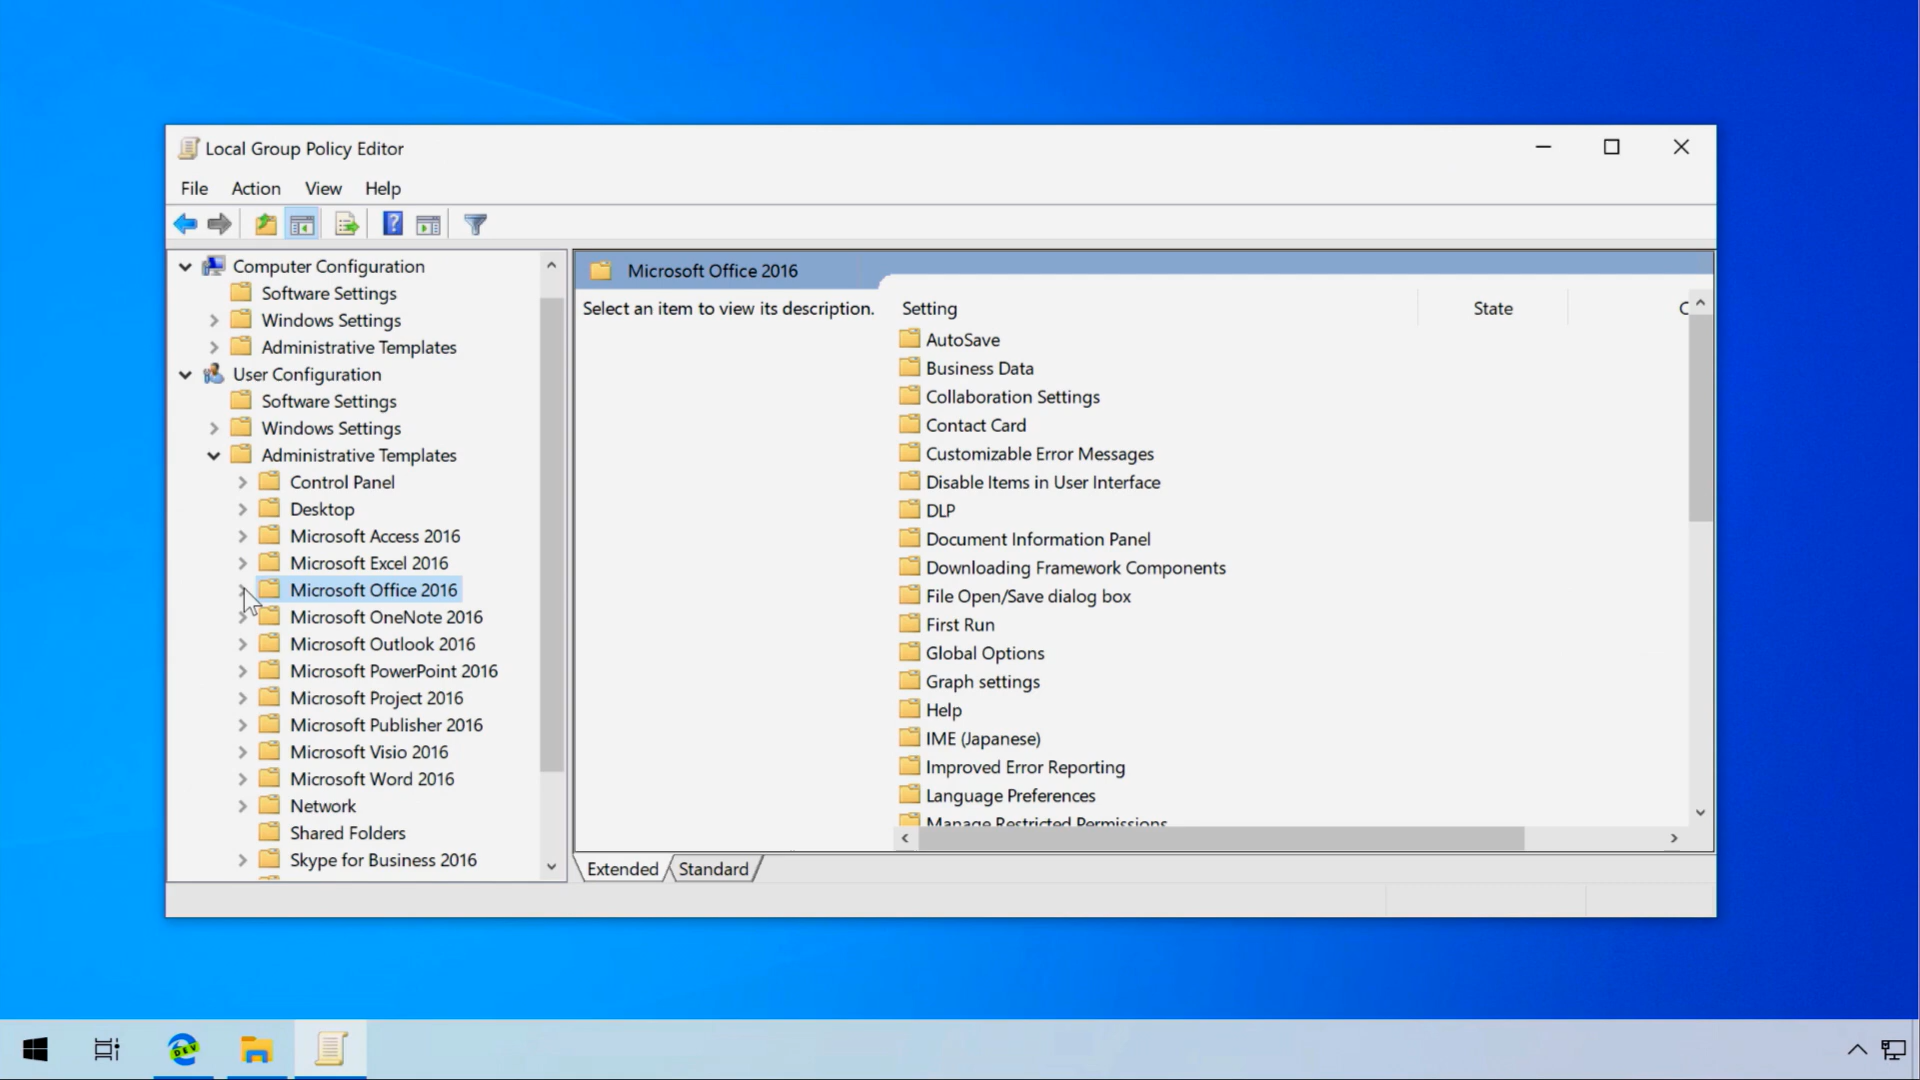 Local Group Policy Editor
File Action View Help
Computer Configuration
Software Settings
Windows Settings
Administrative Templates
User Configuration
Software Settings
Windows Settings
Administrative Templates
Control Panel
Desktop
Microsoft Access 2016
Microsoft Excel 2016
Microsoft Office 2016
Microsoft OneNote 2016
Microsoft Outlook 2016
Microsoft PowerPoint 2016
Microsoft Project 2016
Microsoft Publisher 2016
Microsoft Visio 2016
Microsoft Word 2016
Network
Shared Folders
Skype for Business 2016
Microsoft Office 2016
Select an item to view its description.
Setting State C
AutoSave
Business Data
Collaboration Settings
Contact Card
Customizable Error Messages
Disable Items in User Interface
DLP
Document Information Panel
Downloading Framework Components
File Open/Save dialog box
First Run
Global Options
Graph settings
Help
IME (Japanese)
Improved Error Reporting
Language Preferences
Manage Restricted Permissions
Extended Standard
DEV